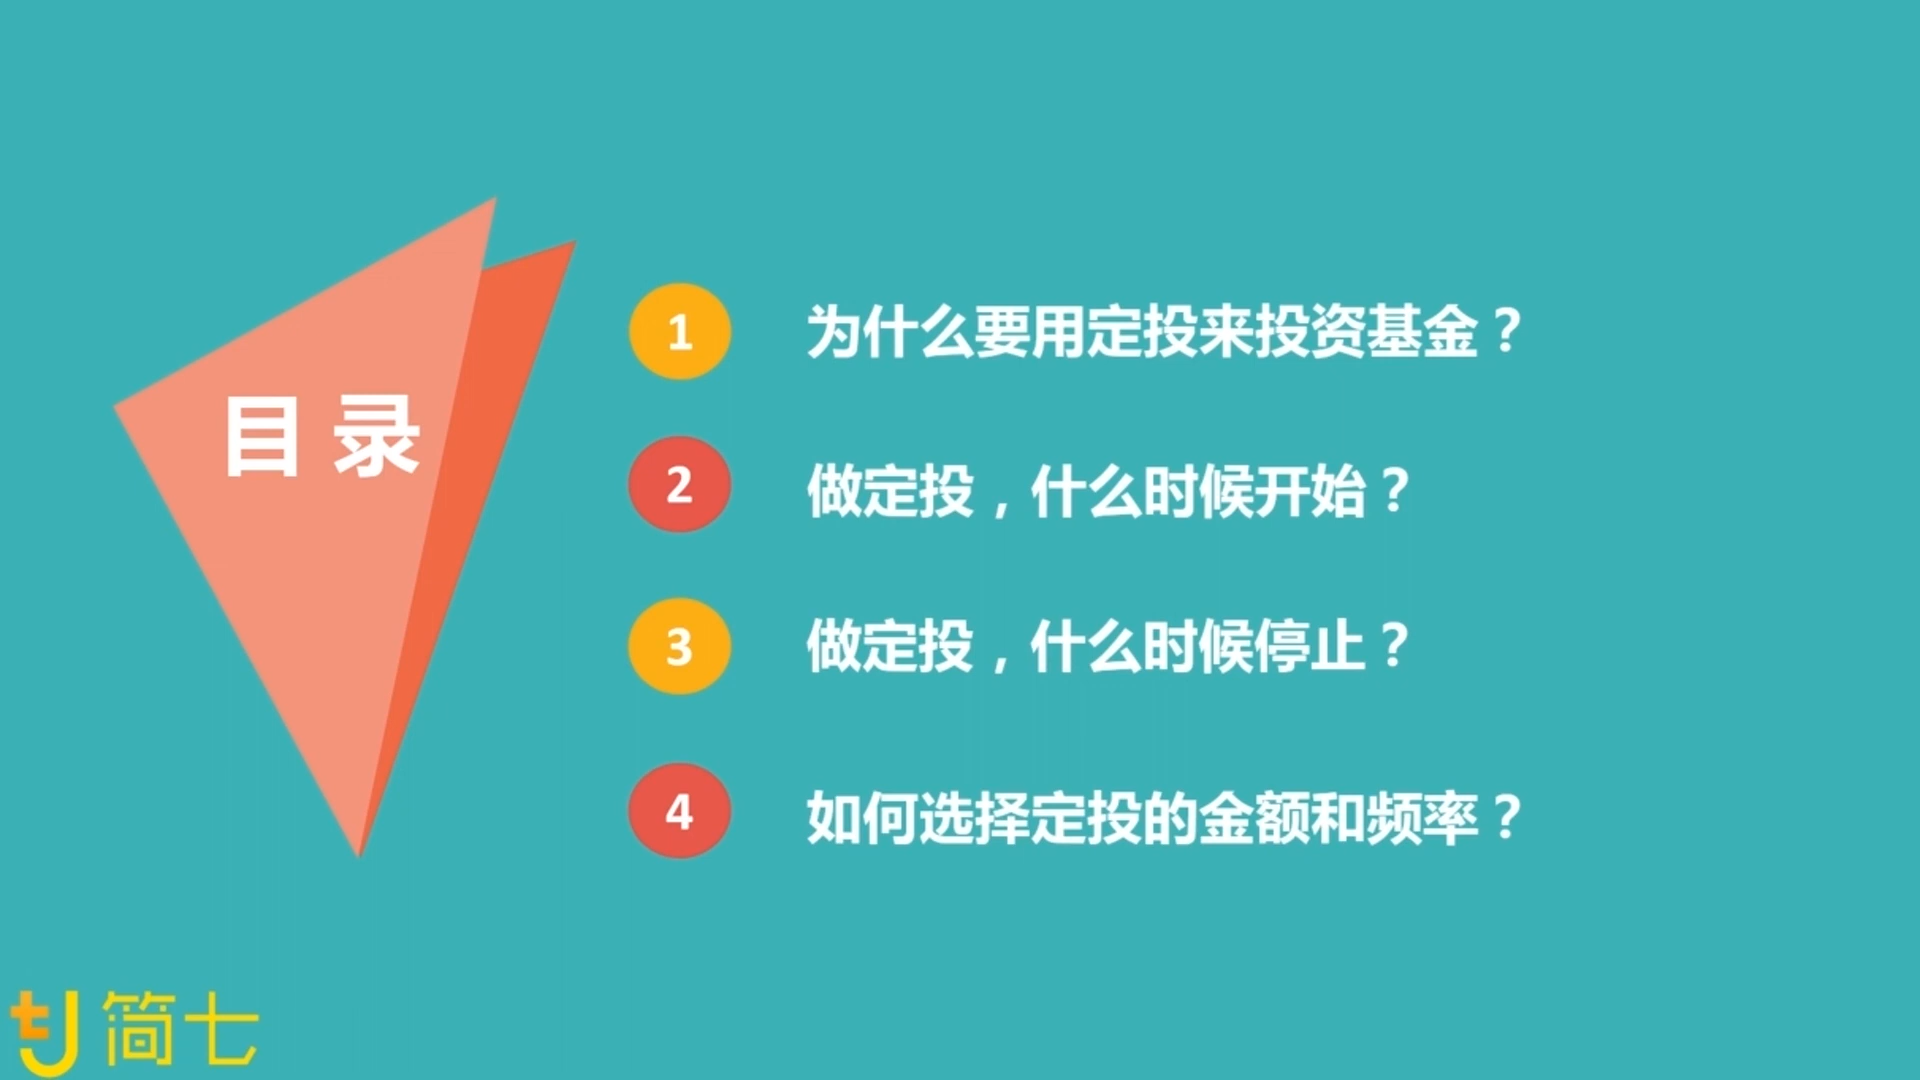 目录
1 为什么要用定投来投资基金？
2 做定投，什么时候开始？
3 做定投，什么时候停止？
4 如何选择定投的金额和频率？
简七